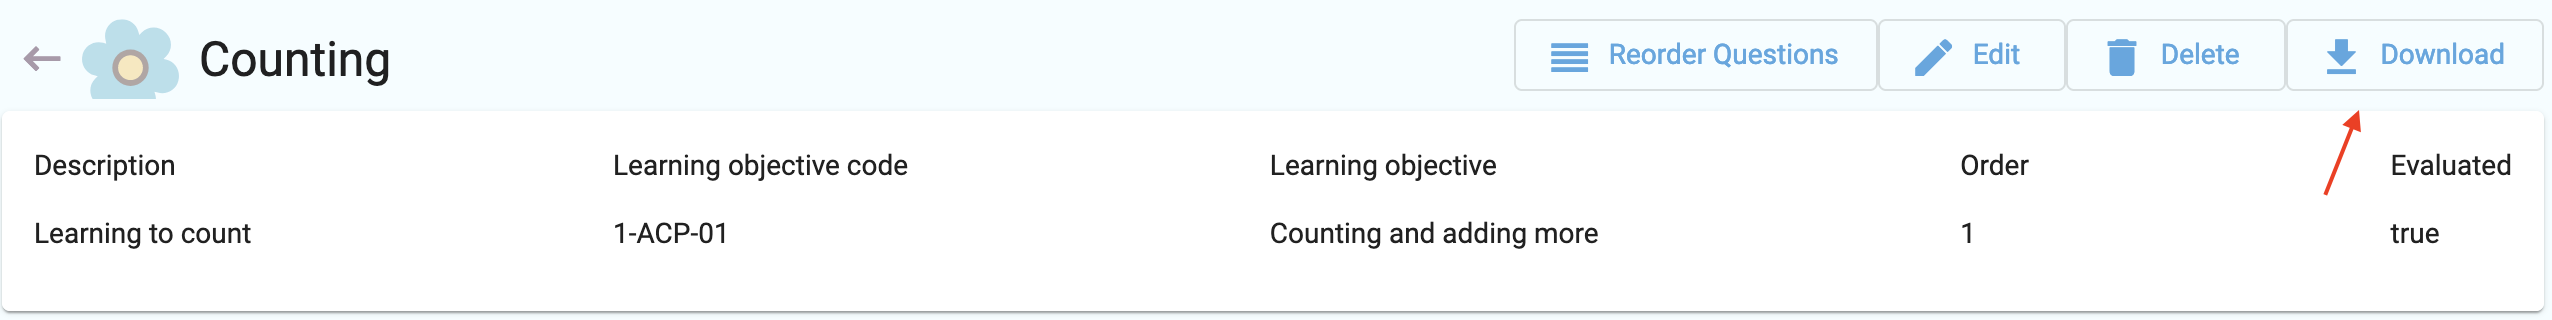 Counting
Reorder Questions Edit Delete Download
Description Learning objective code Learning objective Order Evaluated
Learning to count 1-ACP-01 Counting and adding more 1 true